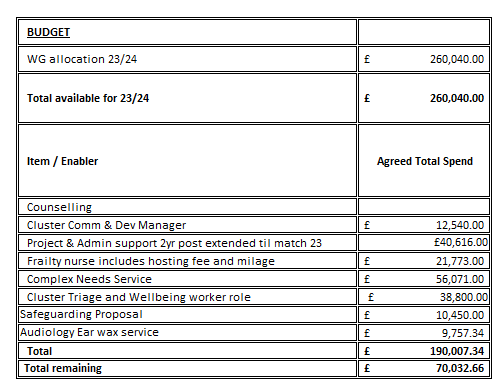 BUDGET
WG allocation 23/24 £ 260,040.00
Total available for 23/24 £ 260,040.00
Item / Enabler Agreed Total Spend
Counselling
Cluster Comm & Dev Manager £ 12,540.00
Project & Admin support 2yr post extended til match 23 £40,616.00
Frailty nurse includes hosting fee and milage £ 21,773.00
Complex Needs Service £ 56,071.00
Cluster Triage and Wellbeing worker role £ 38,800.00
Safeguarding Proposal £ 10,450.00
Audiology Ear wax service £ 9,757.34
Total £ 190,007.34
Total remaining £ 70,032.66